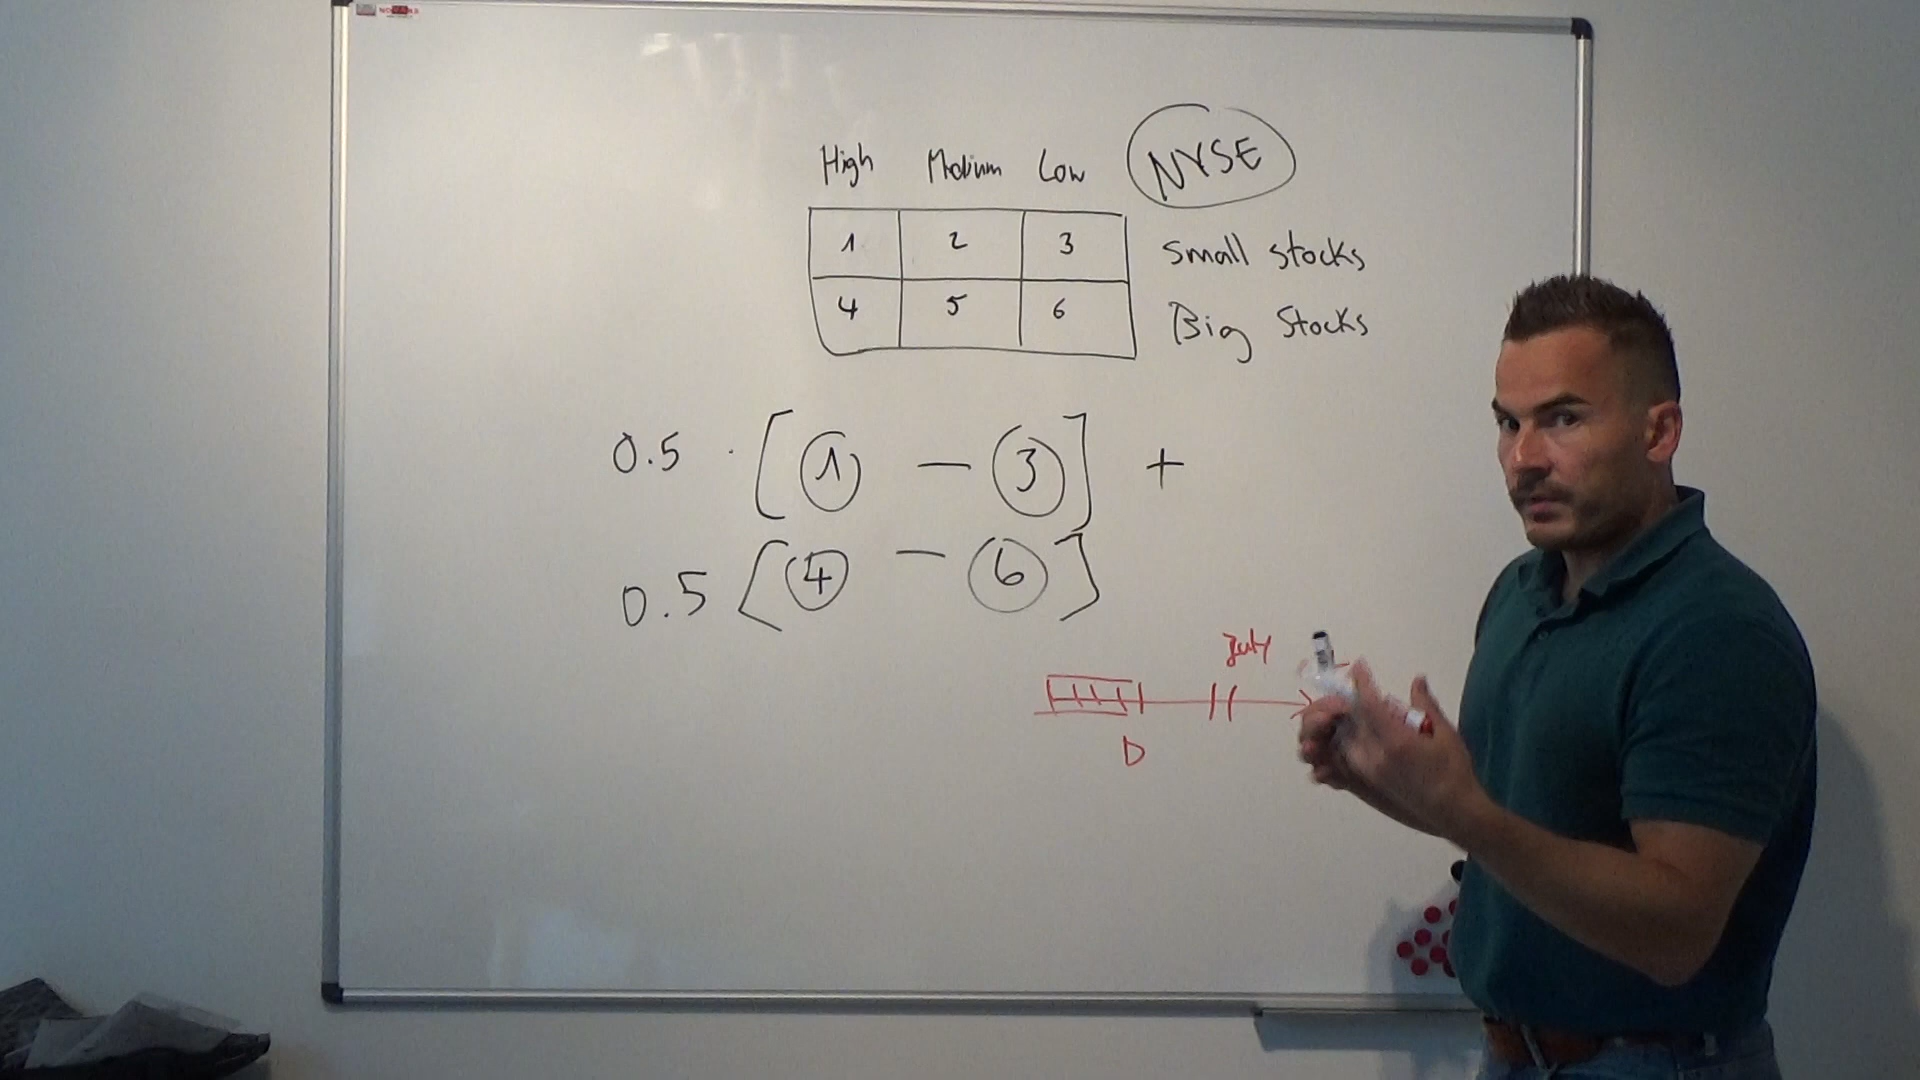 High Medium Low NYSE
1 2 3 Small stocks
4 5 6 Big Stocks
0.5 · [ 1 − 3 ] +
0.5 [ 4 − 6 ]
July
D